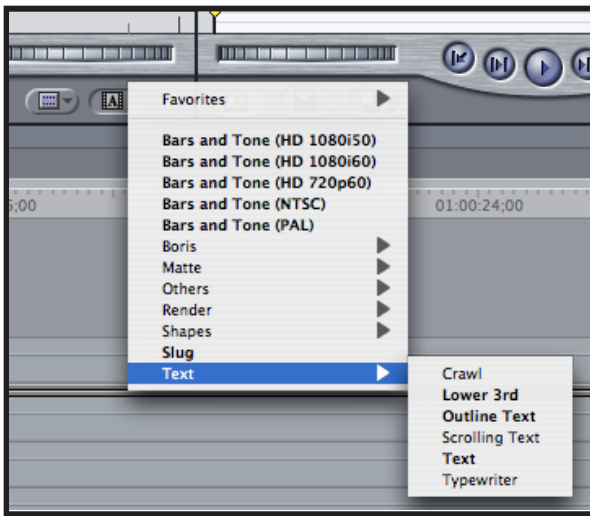 A
Favorites
Bars and Tone (HD 1080i50)
Bars and Tone (HD 1080i60)
Bars and Tone (HD 720p60)
Bars and Tone (NTSC)
5;00
01:00:24;00
Bars and Tone (PAL)
Boris
Matte
Others
Render
Shapes
Slug
Text
Crawl
Lower 3rd
Outline Text
Scrolling Text
Text
Typewriter